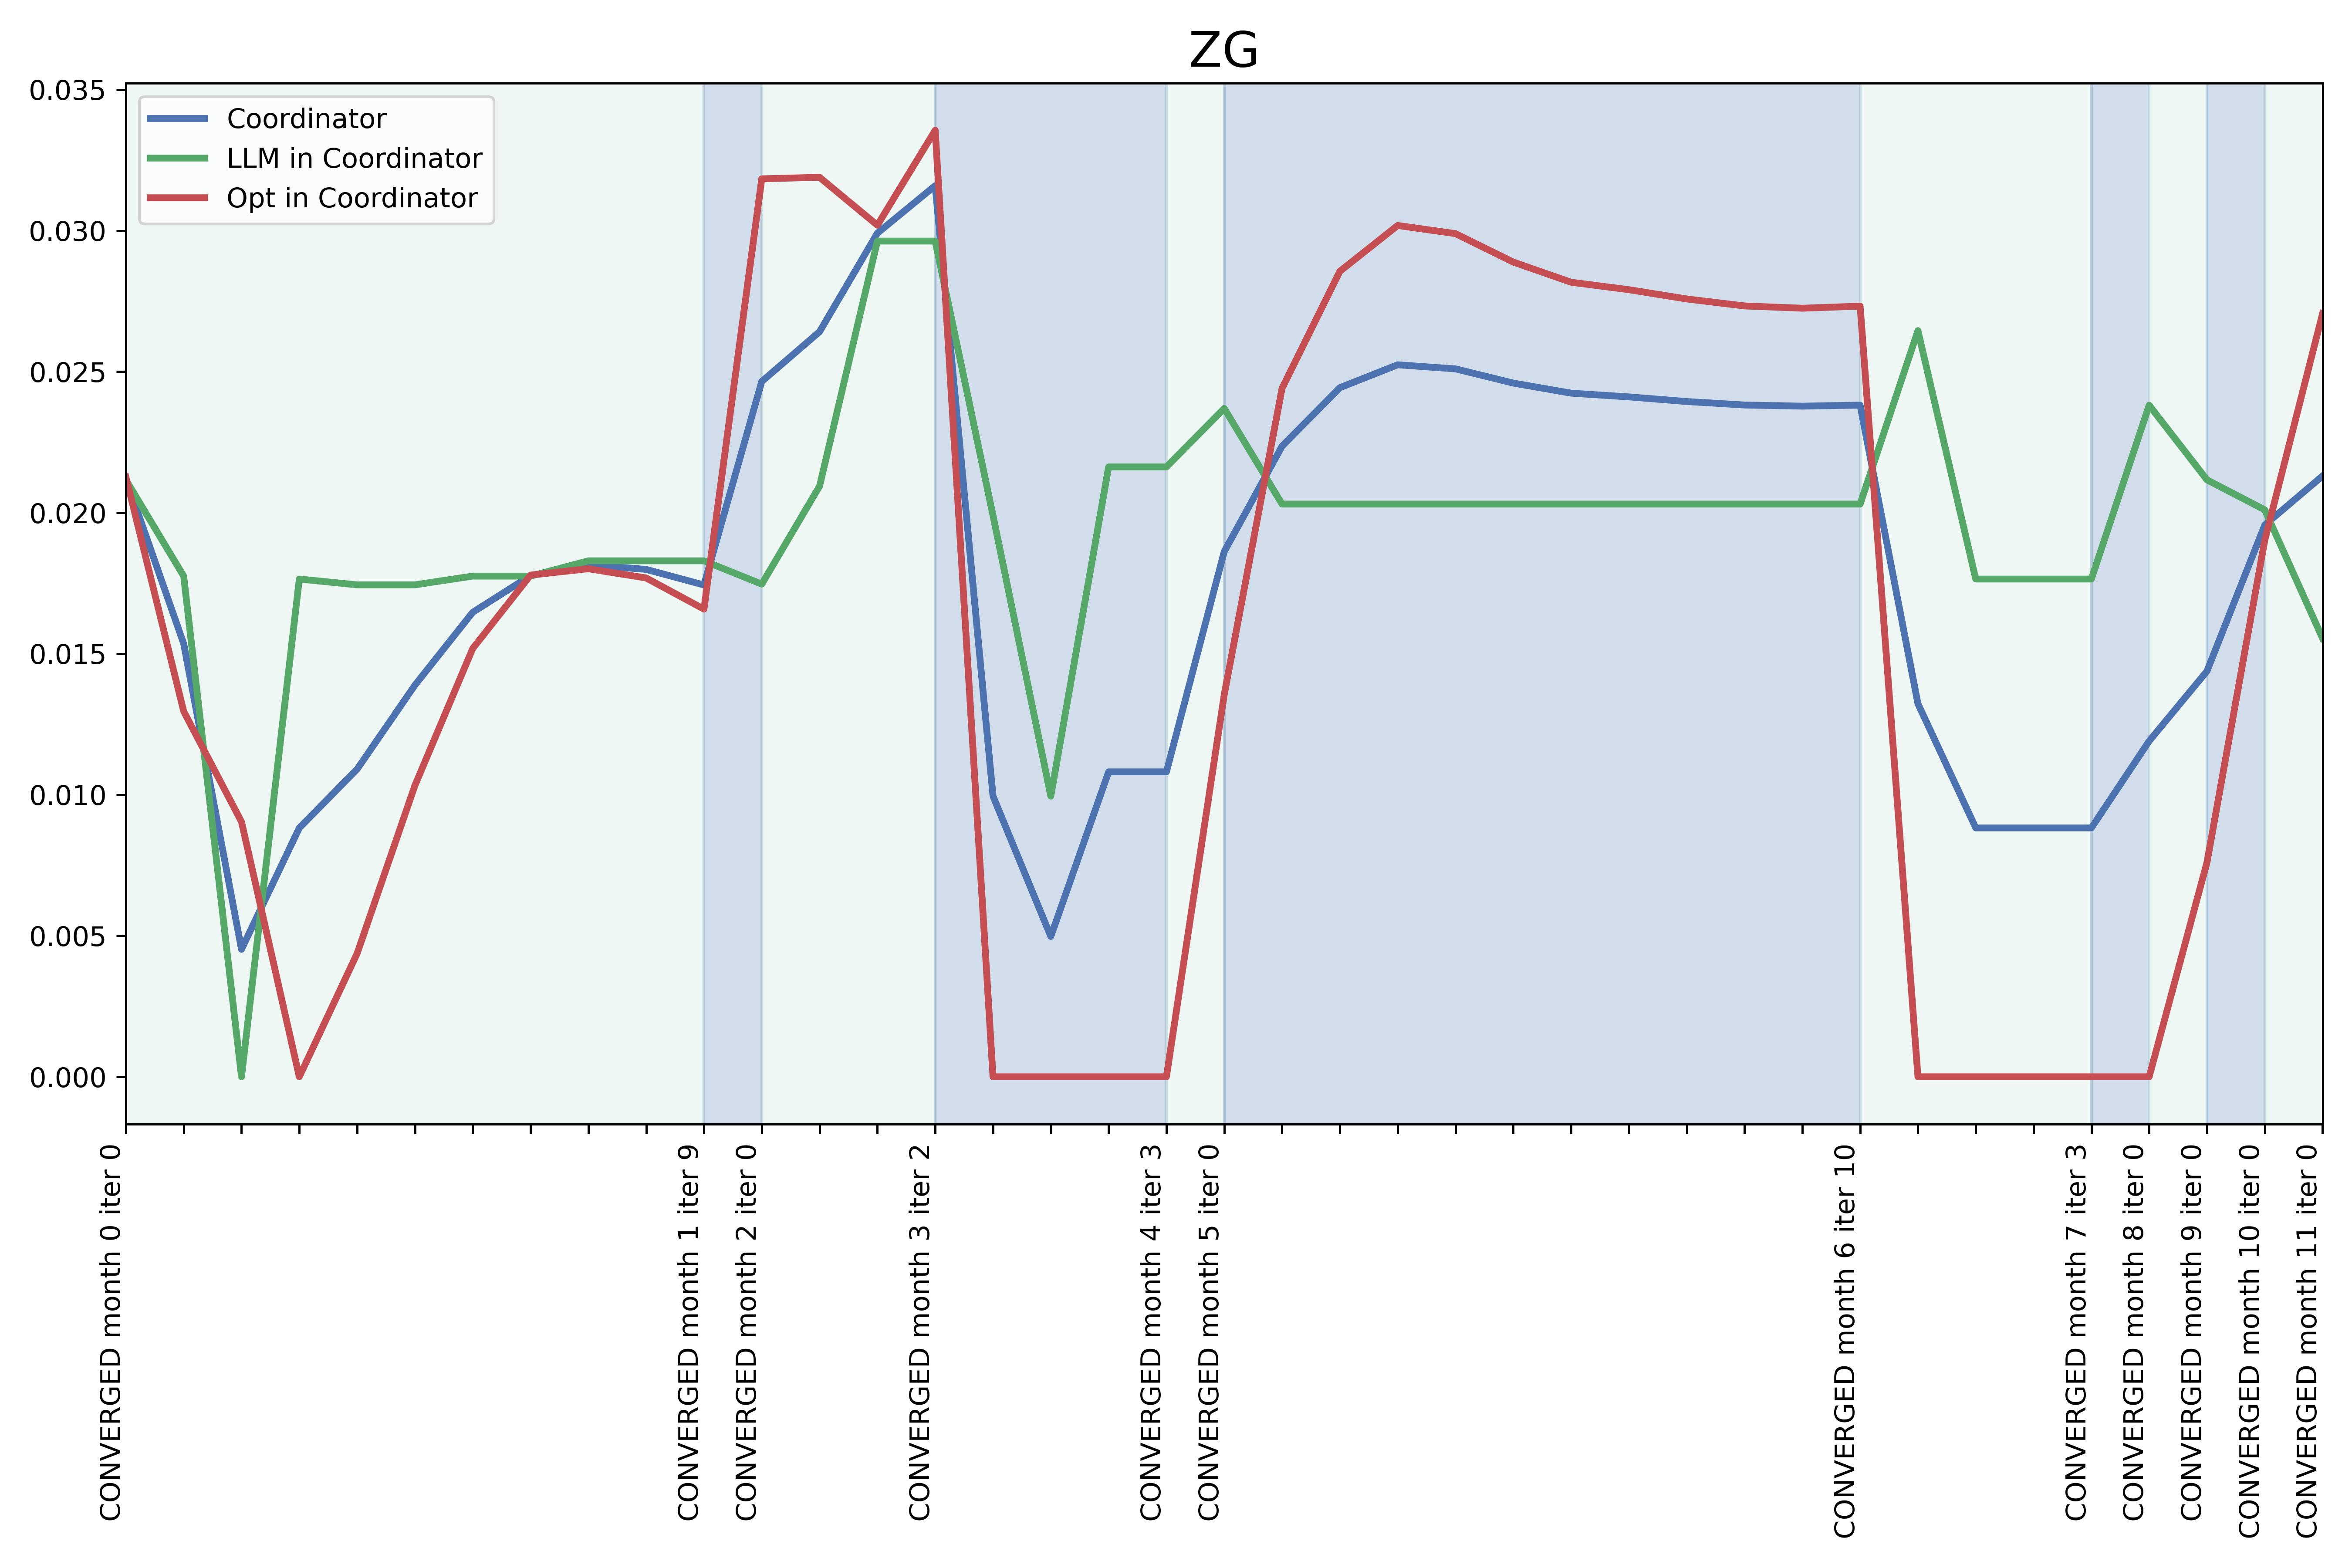 ZG
0.035
0.030
0.025
0.020
0.015
0.010
0.005
0.000
Coordinator
LLM in Coordinator
Opt in Coordinator
CONVERGED month 0 iter 0
CONVERGED month 1 iter 9
CONVERGED month 2 iter 0
CONVERGED month 3 iter 2
CONVERGED month 4 iter 3
CONVERGED month 5 iter 0
CONVERGED month 6 iter 10
CONVERGED month 7 iter 3
CONVERGED month 8 iter 0
CONVERGED month 9 iter 0
CONVERGED month 10 iter 0
CONVERGED month 11 iter 0